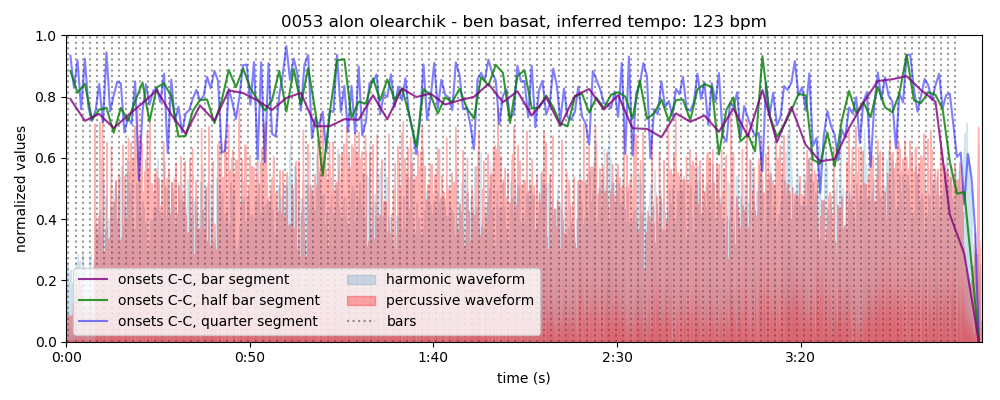 0053 alon olearchik - ben basat, inferred tempo: 123 bpm
normalized values
1.0
0.8
0.6
0.4
0.2
0.0
onsets C-C, bar segment
onsets C-C, half bar segment
onsets C-C, quarter segment
harmonic waveform
percussive waveform
bars
0:00
0:50
1:40
2:30
3:20
time (s)